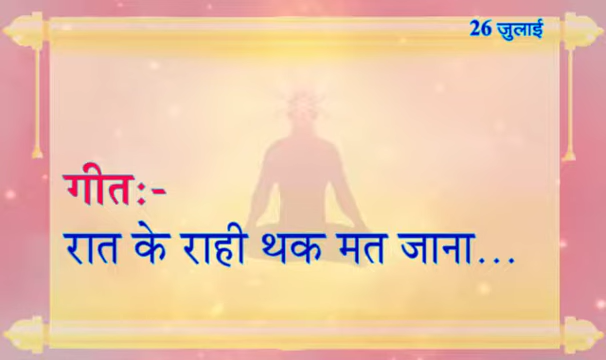 26 जुलाई
गीतः-
रात के राही थक मत जाना...